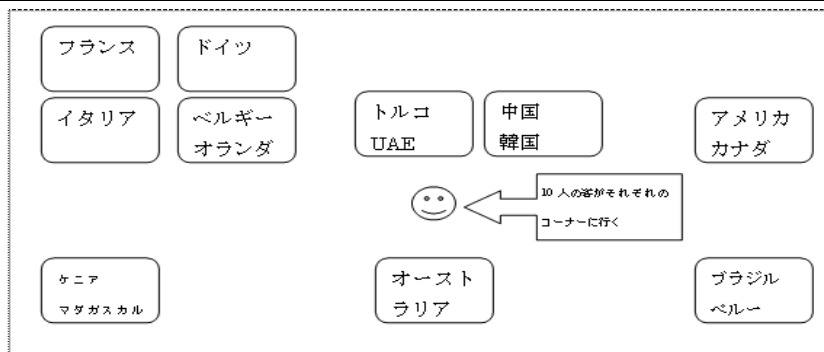 フランス
ドイツ
イタリア
ベルギー
オランダ
トルコ
UAE
中国
韓国
アメリカ
カナダ
10 人の客がそれぞれの
コーナーに行く
ケニア
マダガスカル
オースト
ラリア
ブラジル
ペルー